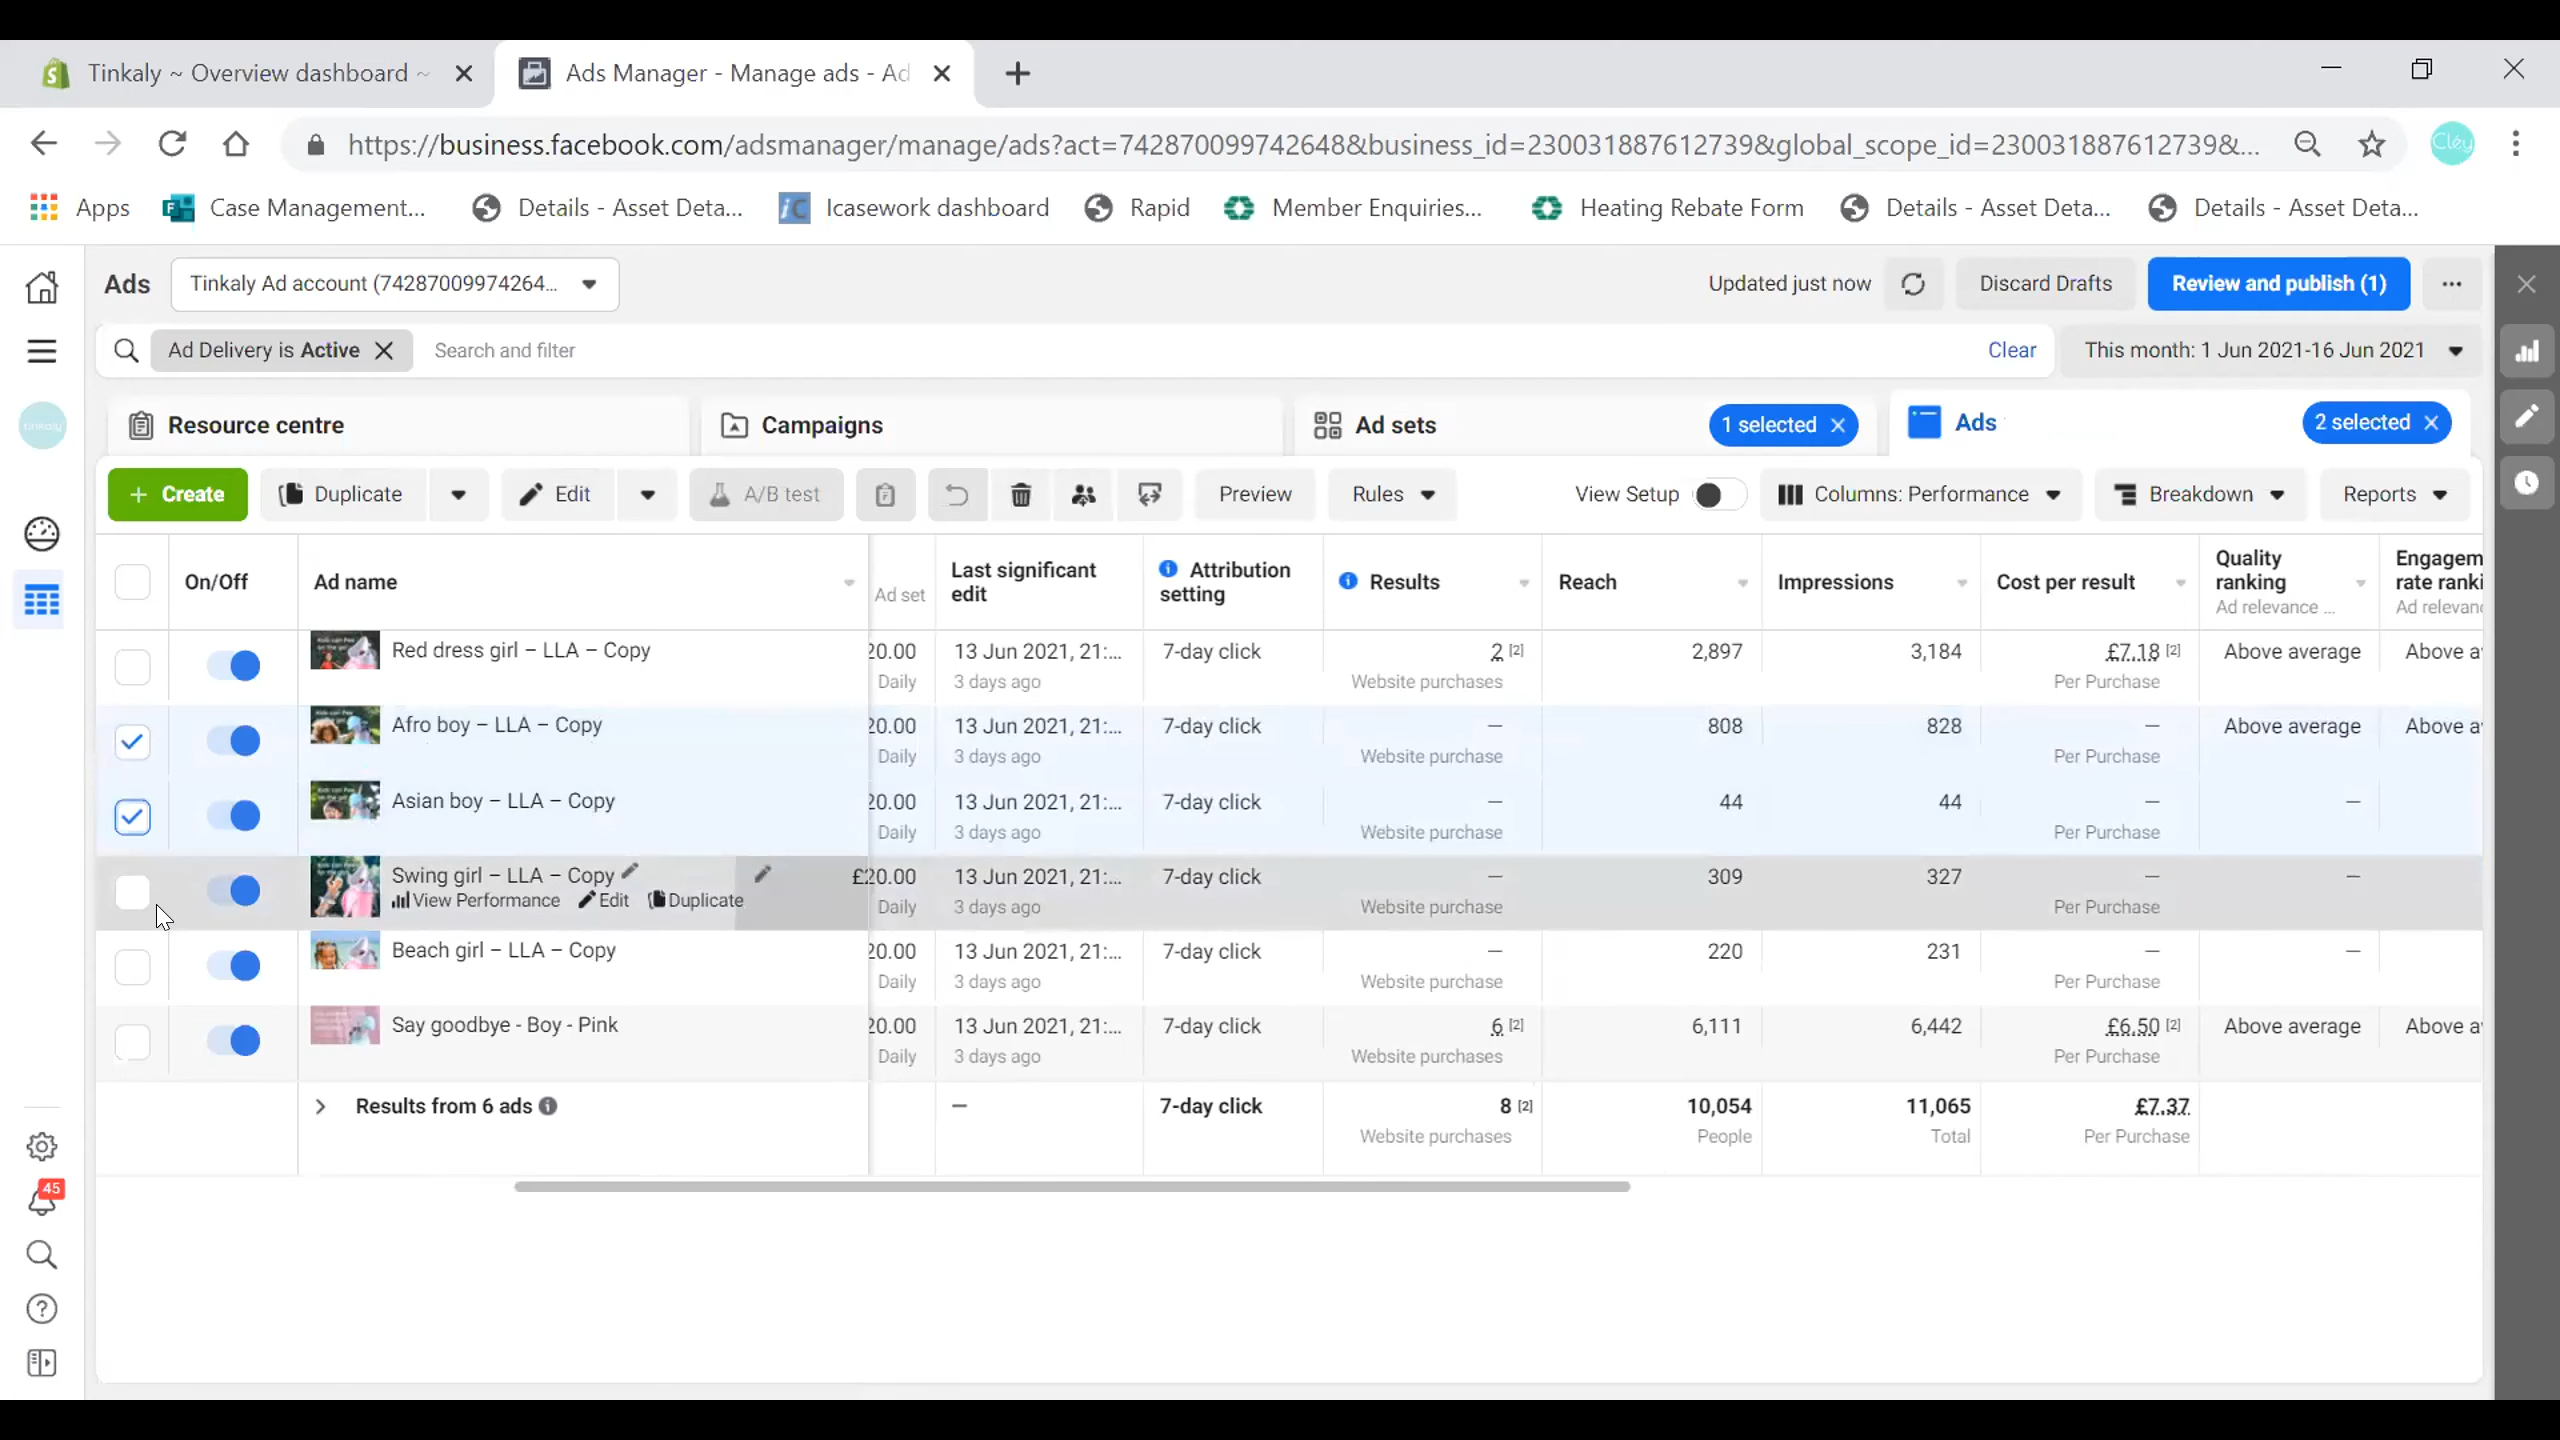 Tinkaly ~ Overview dashboard ~
Ads Manager - Manage ads - Ad
https://business.facebook.com/adsmanager/manage/ads?act=742870099742648&business_id=230031887612739&global_scope_id=230031887612739&...
Cléy
Apps
Case Management...
Details - Asset Deta...
Icasework dashboard
Rapid
Member Enquiries...
Heating Rebate Form
Details - Asset Deta...
Details - Asset Deta...
Ads
Tinkaly Ad account (74287009974264...
Updated just now
Discard Drafts
Review and publish (1)
Ad Delivery is Active
Search and filter
Clear
This month: 1 Jun 2021-16 Jun 2021
tinkaly
Resource centre
Campaigns
Ad sets
1 selected
Ads
2 selected
+ Create
Duplicate
Edit
A/B test
Preview
Rules
View Setup
Columns: Performance
Breakdown
Reports
On/Off
Ad name
Ad set
Last significant edit
Attribution setting
Results
Reach
Impressions
Cost per result
Quality ranking
Ad relevance ...
Engagem
rate ranki
Ad relevanc
Red dress girl – LLA – Copy
20.00
Daily
13 Jun 2021, 21:...
3 days ago
7-day click
2 [2]
Website purchases
2,897
3,184
£7.18 [2]
Per Purchase
Above average
Above a
Afro boy – LLA – Copy
20.00
Daily
13 Jun 2021, 21:...
3 days ago
7-day click
—
Website purchase
808
828
—
Per Purchase
Above average
Above a
Asian boy – LLA – Copy
20.00
Daily
13 Jun 2021, 21:...
3 days ago
7-day click
—
Website purchase
44
44
—
Per Purchase
—
Swing girl – LLA – Copy
View Performance
Edit
Duplicate
£20.00
Daily
13 Jun 2021, 21:...
3 days ago
7-day click
—
Website purchase
309
327
—
Per Purchase
—
Beach girl – LLA – Copy
20.00
Daily
13 Jun 2021, 21:...
3 days ago
7-day click
—
Website purchase
220
231
—
Per Purchase
—
Say goodbye - Boy - Pink
20.00
Daily
13 Jun 2021, 21:...
3 days ago
7-day click
6 [2]
Website purchases
6,111
6,442
£6.50 [2]
Per Purchase
Above average
Above a
Results from 6 ads
—
7-day click
8 [2]
Website purchases
10,054
People
11,065
Total
£7.37
Per Purchase
45